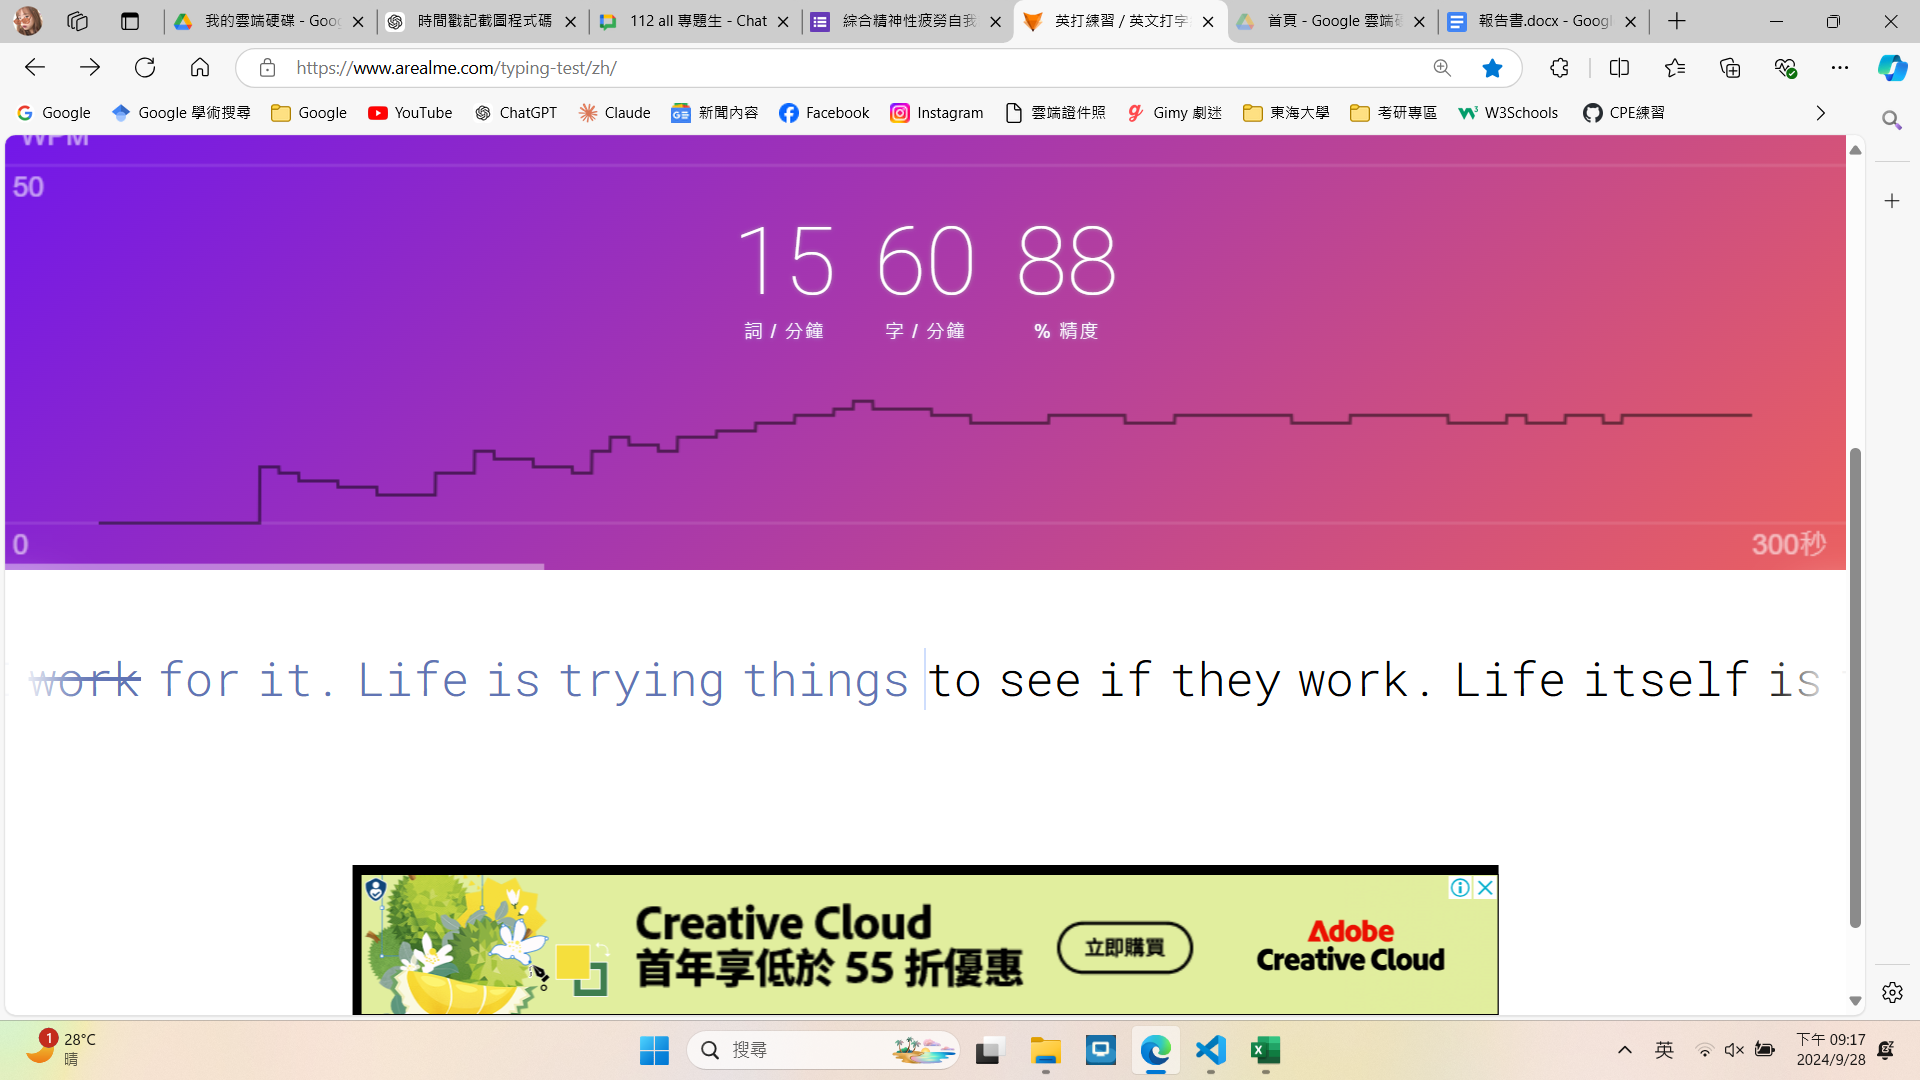 我的雲端硬碟 - Goog
時間戳記截圖程式碼
112 all 專題生 - Chat
綜合精神性疲勞自我
英打練習 / 英文打字
首頁 - Google 雲端
報告書.docx - Googl
https://www.arealme.com/typing-test/zh/
Google
Google 學術搜尋
Google
YouTube
ChatGPT
Claude
新聞內容
Facebook
Instagram
雲端證件照
Gimy 劇迷
東海大學
考研專區
W3Schools
CPE練習
WPM
50
15 60 88
詞 / 分鐘 字 / 分鐘 % 精度
0 300秒
work for it. Life is trying things to see if they work. Life itself is
Creative Cloud
首年享低於 55 折優惠
立即購買
Adobe
Creative Cloud
1
28°C
晴
搜尋
英
下午 09:17
2024/9/28